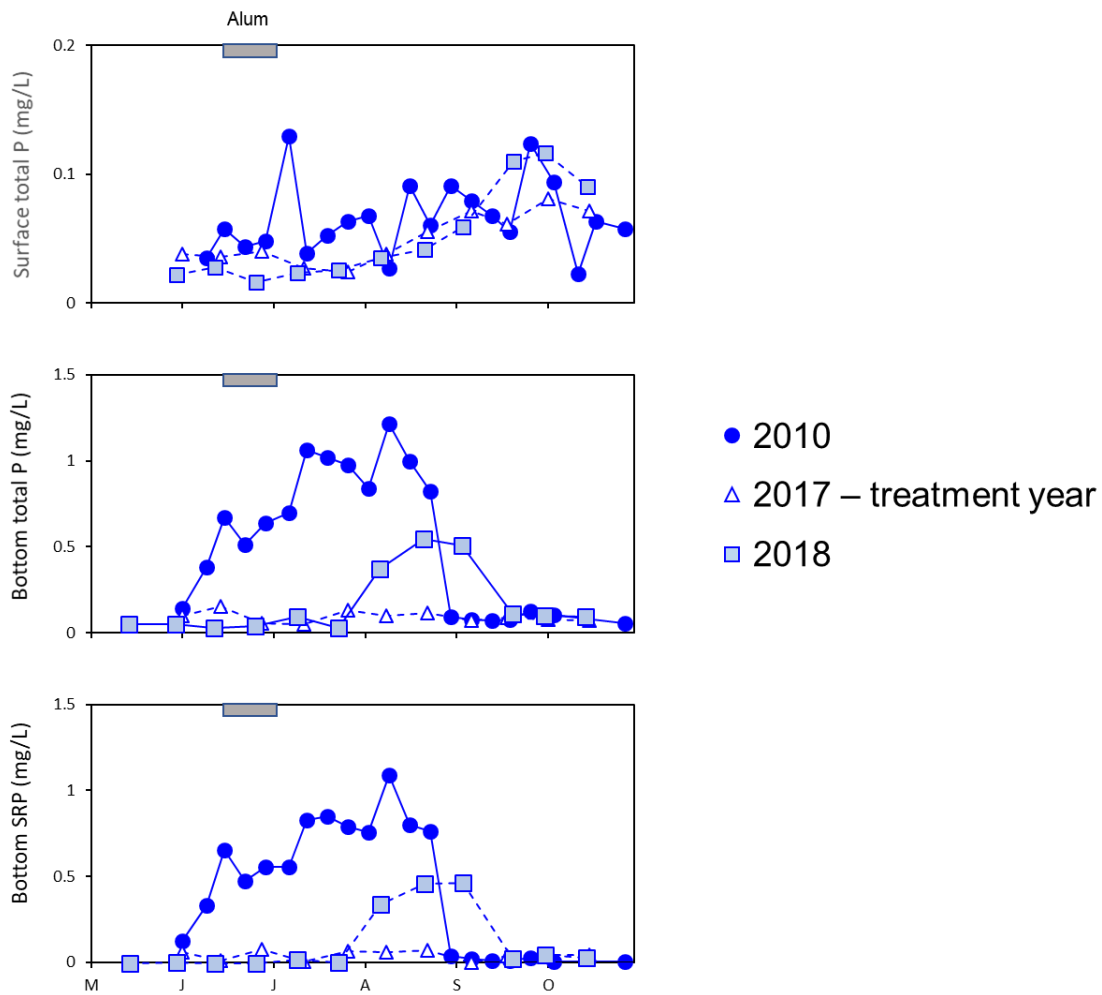 Alum
Surface total P (mg/L)
0.2
0.1
0
Bottom total P (mg/L)
1.5
1
0.5
0
Bottom SRP (mg/L)
1.5
1
0.5
0
M J J A S O
2010
2017 – treatment year
2018